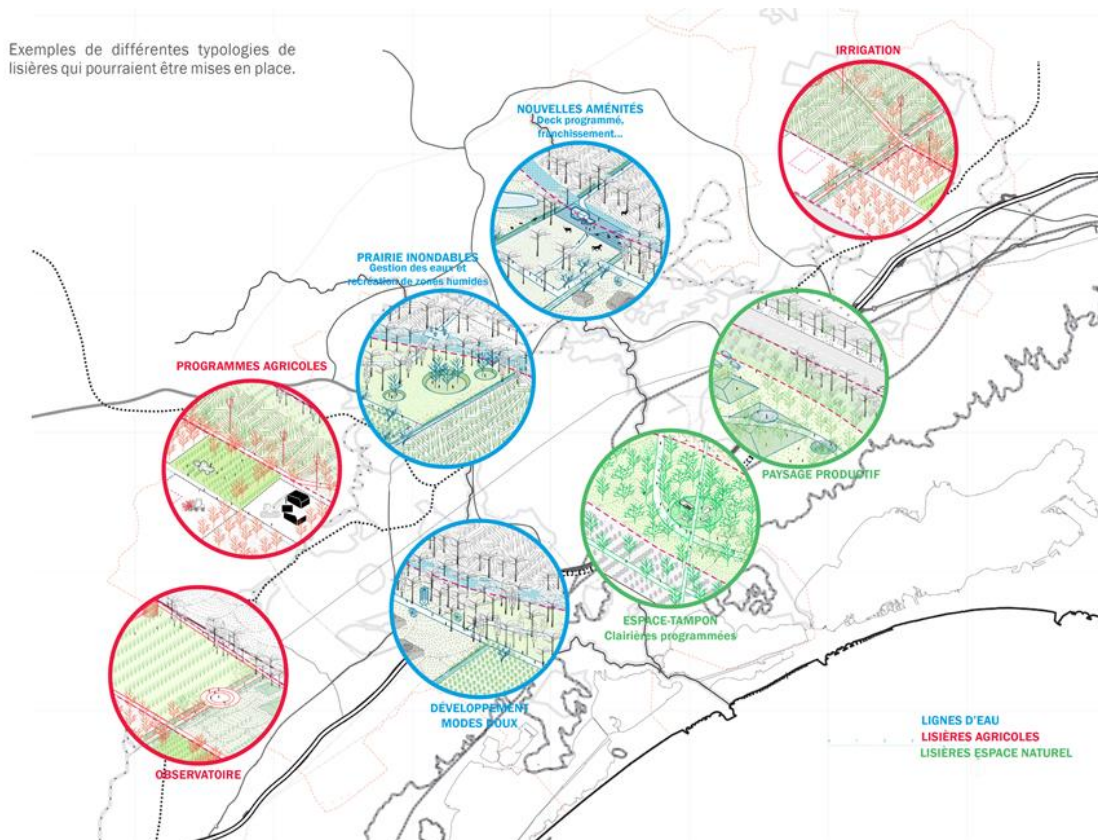 Exemples de différentes typologies de
lisières qui pourraient être mises en place.
IRRIGATION
NOUVELLES AMÉNITÉS
Deck programmé,
franchissement...
PRAIRIE INONDABLES
Gestion des eaux et
recréation de zones humides
PROGRAMMES AGRICOLES
PAYSAGE PRODUCTIF
ESPACE-TAMPON
Clairières programmées
DÉVELOPPEMENT
MODES DOUX
OBSERVATOIRE
LIGNES D'EAU
LISIÈRES AGRICOLES
LISIÈRES ESPACE NATUREL